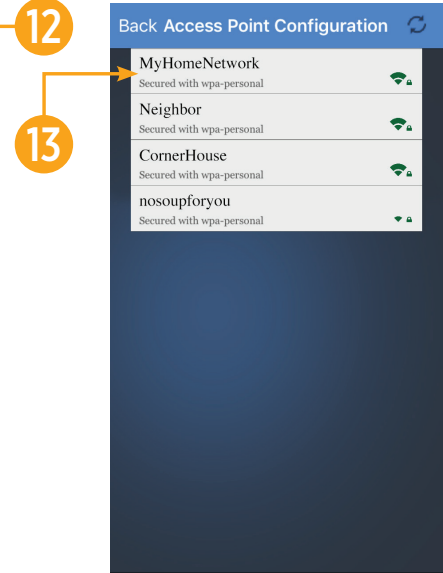 12
Back Access Point Configuration
MyHomeNetwork
Secured with wpa-personal
13
Neighbor
Secured with wpa-personal
CornerHouse
Secured with wpa-personal
nosoupforyou
Secured with wpa-personal